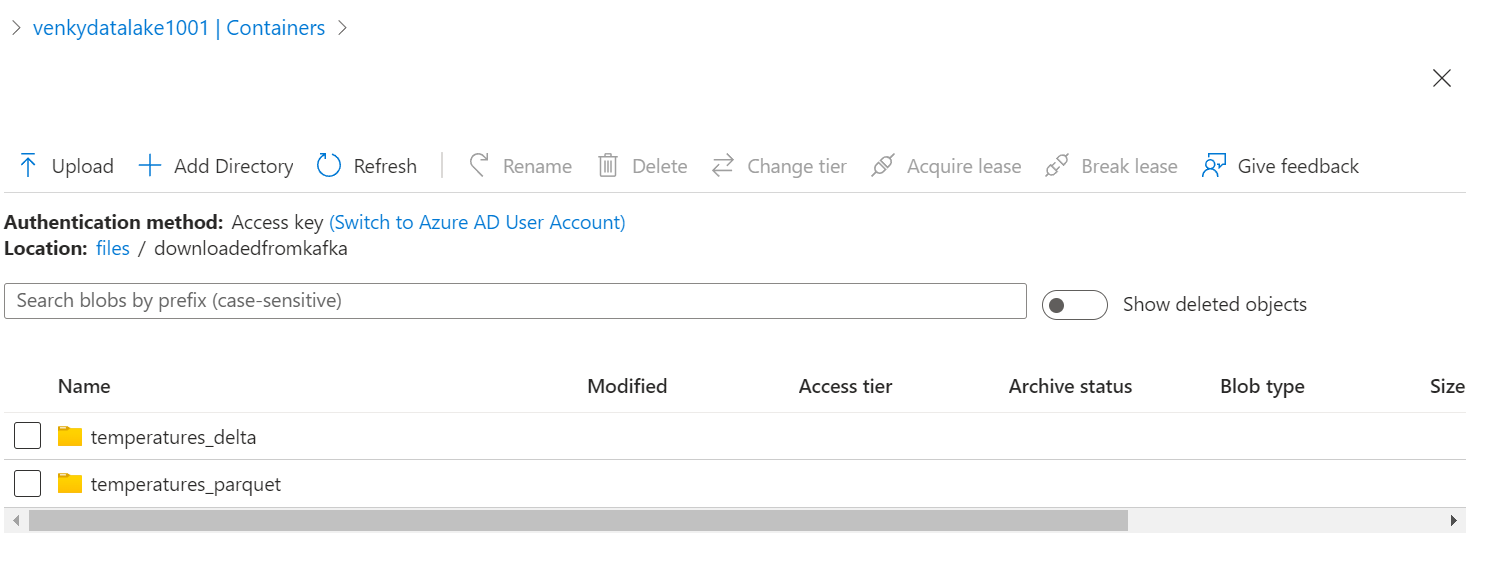 venkydatalake1001 | Containers
Upload Add Directory Refresh Rename Delete Change tier Acquire lease Break lease Give feedback
Authentication method: Access key (Switch to Azure AD User Account)
Location: files / downloadedfromkafka
Search blobs by prefix (case-sensitive) Show deleted objects
Name Modified Access tier Archive status Blob type Size
temperatures_delta
temperatures_parquet